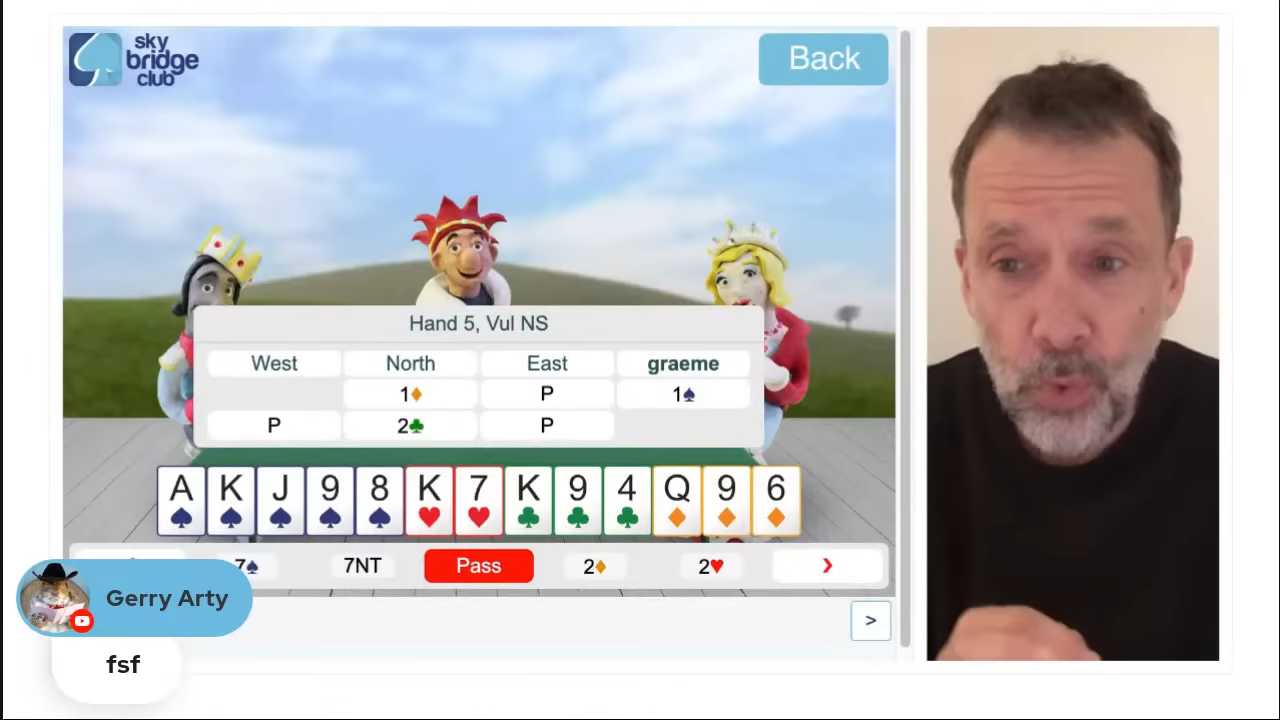 sky
bridge
club
Back
Hand 5, Vul NS
West North East graeme
1♦ P 1♠
P 2♣ P
A K J 9 8 K 7 K 9 4 Q 9 6
♠ ♠ ♠ ♠ ♠ ♥ ♥ ♣ ♣ ♣ ♦ ♦ ♦
7♠ 7NT Pass 2♦ 2♥ ❯
>
Gerry Arty
fsf